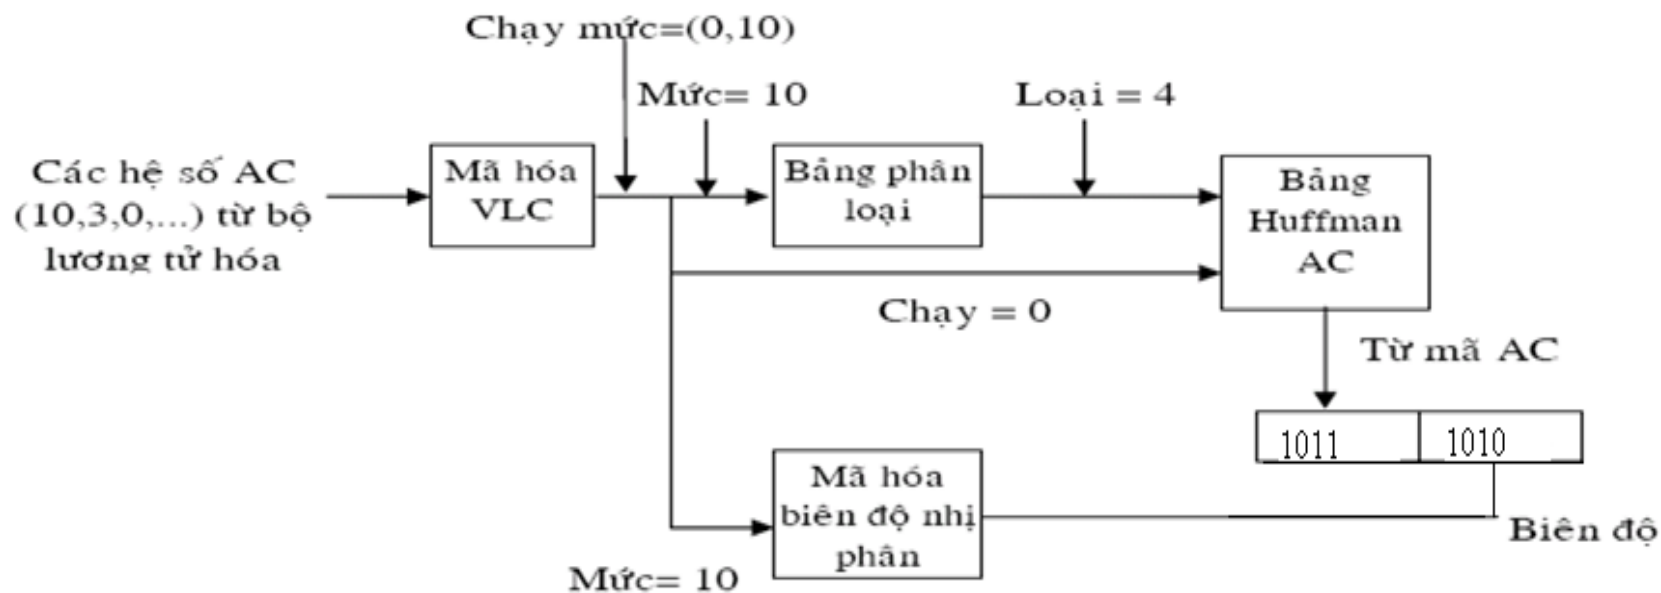 Chạy mức=(0,10)
Mức= 10
Loại = 4
Các hệ số AC
(10,3,0,...) từ bộ
lương tử hóa
Mã hóa
VLC
Bảng phân
loại
Bảng
Huffman
AC
Chạy = 0
Từ mã AC
1011
1010
Mã hóa
biên độ nhị
phân
Biên độ
Mức= 10